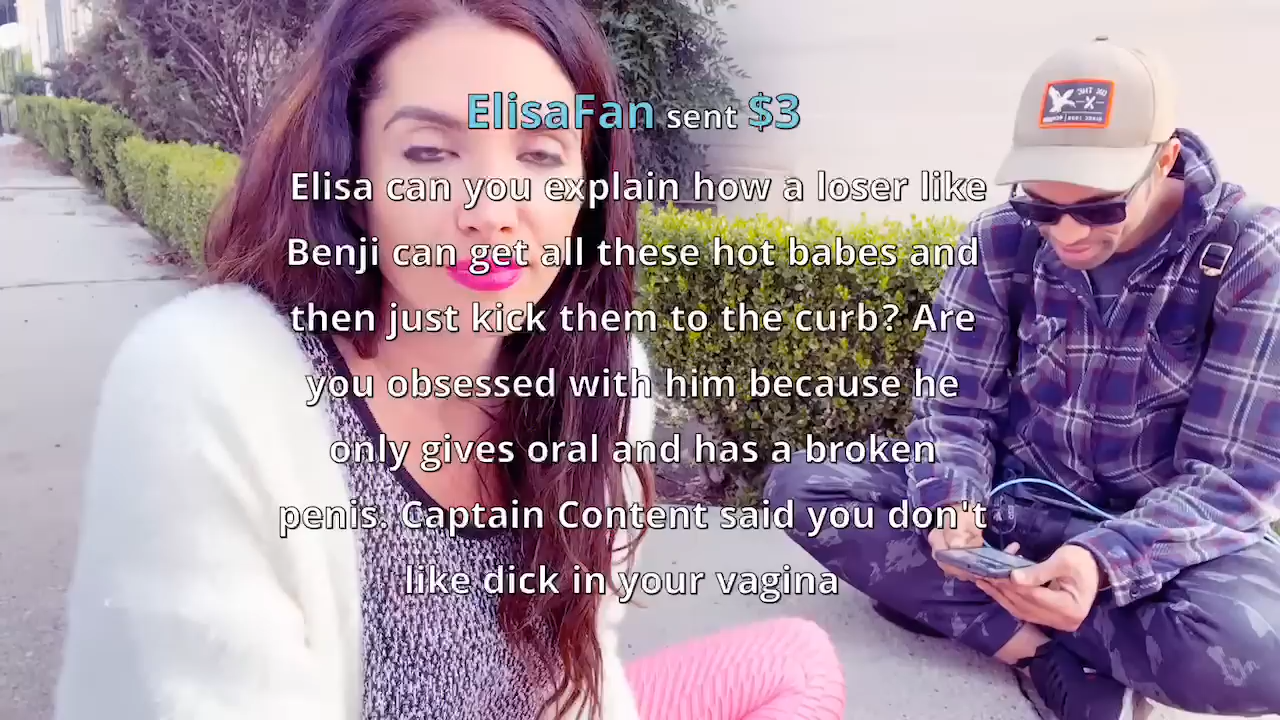 ElisaFan sent $3
Elisa can you explain how a loser like
Benji can get all these hot babes and
then just kick them to the curb? Are
you obsessed with him because he
only gives oral and has a broken
penis. Captain Content said you don't
like dick in your vagina